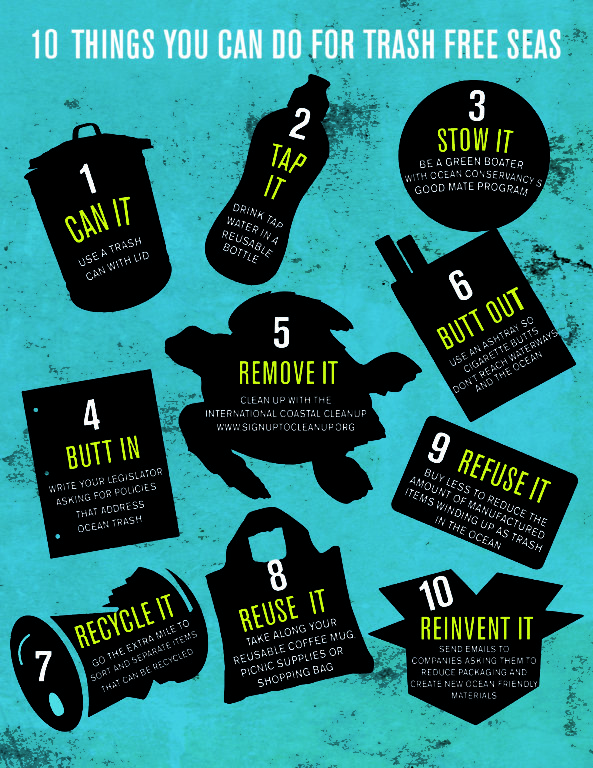 10 THINGS YOU CAN DO FOR TRASH FREE SEAS
1
CAN IT
USE A TRASH
CAN WITH LID
2
TAP
IT
DRINK TAP
WATER IN A
REUSABLE
BOTTLE
3
STOW IT
BE A GREEN BOATER
WITH OCEAN CONSERVANCY'S
GOOD MATE PROGRAM
4
BUTT IN
WRITE YOUR LEGISLATOR
ASKING FOR POLICIES
THAT ADDRESS
OCEAN TRASH
5
REMOVE IT
CLEAN UP WITH THE
INTERNATIONAL COASTAL CLEANUP
WWW.SIGNUPTOCLEANUP.ORG
6
BUTT OUT
USE AN ASHTRAY SO
CIGARETTE BUTTS
DONT REACH WATERWAYS
AND THE OCEAN
7
RECYCLE IT
GO THE EXTRA MILE TO
SORT AND SEPARATE ITEMS
THAT CAN BE RECYCLED
8
REUSE IT
TAKE ALONG YOUR
REUSABLE COFFEE MUG,
PICNIC SUPPLIES OR
SHOPPING BAG
9
REFUSE IT
BUY LESS TO REDUCE THE
AMOUNT OF MANUFACTURED
ITEMS WINDING UP AS TRASH
IN THE OCEAN
10
REINVENT IT
SEND EMAILS TO
COMPANIES ASKING THEM TO
REDUCE PACKAGING AND
CREATE NEW OCEAN FRIENDLY
MATERIALS